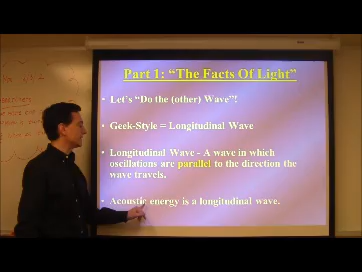 Part 1: “The Facts Of Light”
• Let’s “Do the (other) Wave”!
• Geek-Style = Longitudinal Wave
• Longitudinal Wave - A wave in which
oscillations are parallel to the direction the
wave travels.
• Acoustic energy is a longitudinal wave.